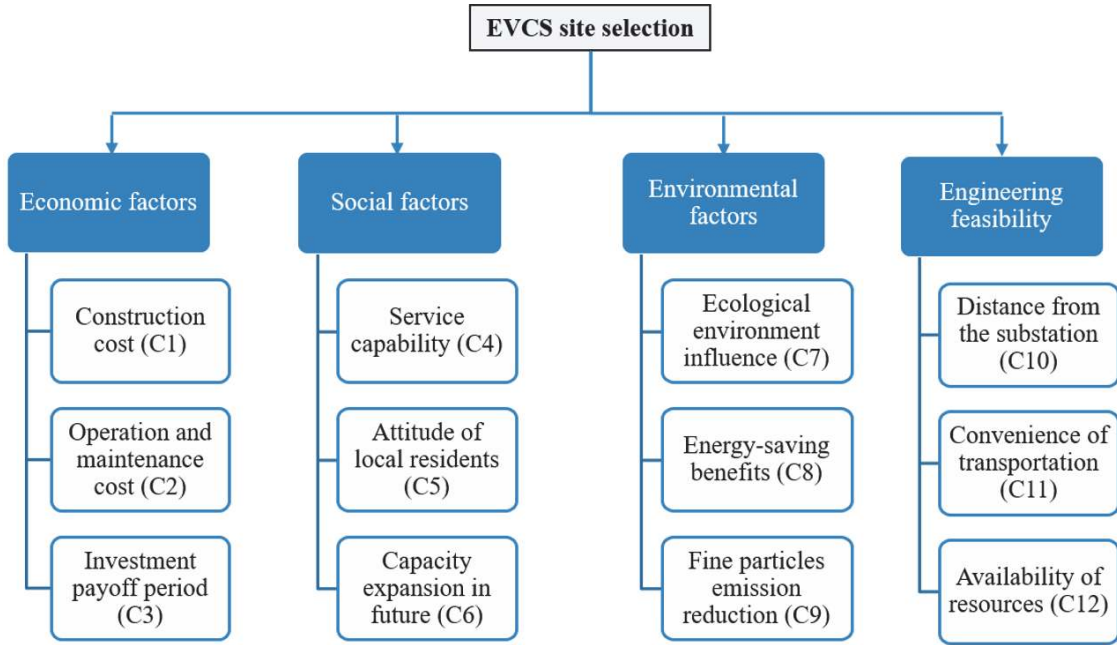 EVCS site selection
Economic factors
Construction
cost (C1)
Operation and
maintenance
cost (C2)
Investment
payoff period
(C3)
Social factors
Service
capability (C4)
Attitude of
local residents
(C5)
Capacity
expansion in
future (C6)
Environmental
factors
Ecological
environment
influence (C7)
Energy-saving
benefits (C8)
Fine particles
emission
reduction (C9)
Engineering
feasibility
Distance from
the substation
(C10)
Convenience of
transportation
(C11)
Availability of
resources (C12)